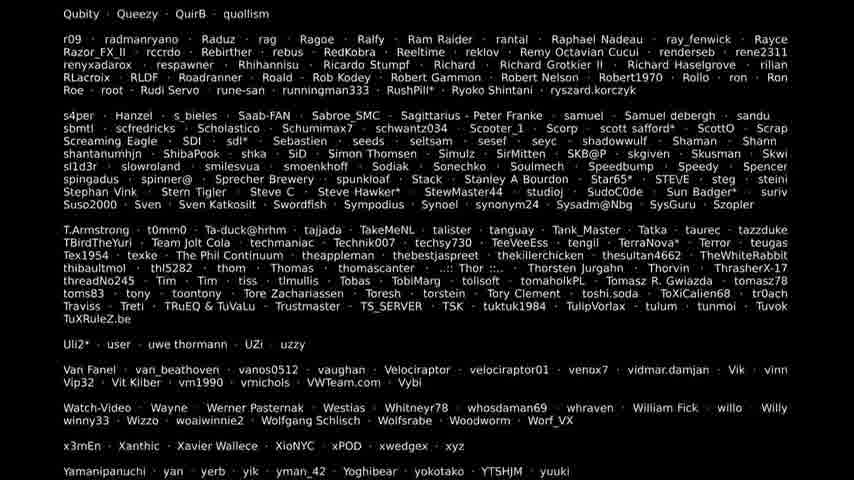 Qubity · Queezy · QuirB · quollism
r09 · radmanryano · Raduz · rag · Ragoe · Ralfy · Ram Raider · rantal · Raphael Nadeau · ray_fenwick · Rayce
Razor_FX_II · rccrdo · Rebirther · rebus · RedKobra · Reeltime · reklov · Remy Octavian Cucui · renderseb · rene2311
renyxadarox · respawner · Rhihannisu · Ricardo Stumpf · Richard · Richard Grotkier II · Richard Haselgrove · rilian
RLacroix · RLDF · Roadranner · Roald · Rob Kodey · Robert Gammon · Robert Nelson · Robert1970 · Rollo · ron · Ron
Roe · root · Rudi Servo · rune-san · runningman333 · RushPill* · Ryoko Shintani · ryszard.korczyk
s4per · Hanzel · s_bieles · Saab-FAN · Sabroe_SMC · Sagittarius - Peter Franke · samuel · Samuel debergh · sandu
sbmtl · scfredricks · Scholastico · Schumimax7 · schwantz034 · Scooter_1 · Scorp · scott safford* · ScottO · Scrap
Screaming Eagle · SDI · sdl* · Sebastien · seeds · seltsam · sesef · seyc · shadowwulf · Shaman · Shann
shantanumhjn · ShibaPook · shka · SiD · Simon Thomsen · Simulz · SirMitten · SKB@P · skgiven · Skusman · Skwi
sl1d3r · slowroland · smilesvua · smoenkhoff · Sodiak · Sonechko · Soulmech · Speedbump · Speedy · Spencer
spingadus · spinner@ · Sprecher Brewery · spunkloaf · Stack · Stanley A Bourdon · Star65* · STE\/E · steg · steini
Stephan Vink · Stern Tigler · Steve C · Steve Hawker* · StewMaster44 · studioj · SudoC0de · Sun Badger* · suriv
Suso2000 · Sven · Sven Katkosilt · Swordfish · Sympodius · Synoel · synonym24 · Sysadm@Nbg · SysGuru · Szopler
T.Armstrong · t0mm0 · Ta-duck@hrhm · tajjada · TakeMeNL · talister · tanguay · Tank_Master · Tatka · taurec · tazzduke
TBirdTheYuri · Team Jolt Cola · techmaniac · Technik007 · techsy730 · TeeVeeEss · tengil · TerraNova* · Terror · teugas
Tex1954 · texke · The Phil Continuum · theappleman · thebestjaspreet · thekillerchicken · thesultan4662 · TheWhiteRabbit
thibaultmol · thl5282 · thom · Thomas · thomascanter · ..:: Thor ::.. · Thorsten Jurgahn · Thorvin · ThrasherX-17
threadNo245 · Tim · Tim · tiss · tlmullis · Tobas · TobiMarg · tolisoft · tomaholkPL · Tomasz R. Gwiazda · tomasz78
toms83 · tony · toontony · Tore Zachariassen · Toresh · torstein · Tory Clement · toshi.soda · ToXiCalien68 · tr0ach
Traviss · Treti · TRuEQ & TuVaLu · Trustmaster · TS_SERVER · TSK · tuktuk1984 · TulipVorlax · tulum · tunmoi · Tuvok
TuXRuleZ.be
Uli2* · user · uwe thormann · UZi · uzzy
Van Fanel · van_beathoven · vanos0512 · vaughan · Velociraptor · velociraptor01 · venox7 · vidmar.damjan · Vik · vinn
Vip32 · Vit Kliber · vm1990 · vmichols · VWTeam.com · Vybi
Watch-Video · Wayne · Werner Pasternak · Westias · Whitneyr78 · whosdaman69 · whraven · William Fick · willo · Willy
winny33 · Wizzo · woaiwinnie2 · Wolfgang Schlisch · Wolfsrabe · Woodworm · Worf_VX
x3mEn · Xanthic · Xavier Wallece · XioNYC · xPOD · xwedgex · xyz
Yamanipanuchi · yan · yerb · yik · yman_42 · Yoghibear · yokotako · YTSHJM · yuuki